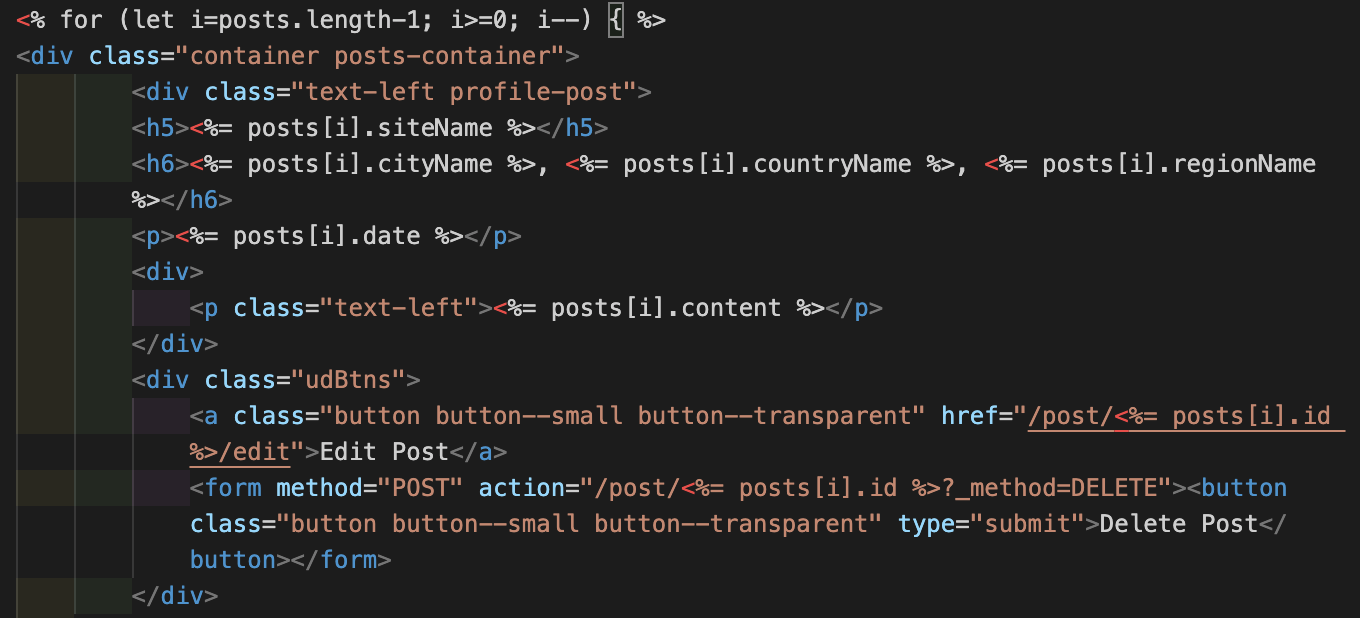 <% for (let i=posts.length-1; i>=0; i--) { %>
<div class="container posts-container">
<div class="text-left profile-post">
<h5><%= posts[i].siteName %></h5>
<h6><%= posts[i].cityName %>, <%= posts[i].countryName %>, <%= posts[i].regionName
%></h6>
<p><%= posts[i].date %></p>
<div>
<p class="text-left"><%= posts[i].content %></p>
</div>
<div class="udBtns">
<a class="button button--small button--transparent" href="/post/<%= posts[i].id
%>/edit">Edit Post</a>
<form method="POST" action="/post/<%= posts[i].id %>?_method=DELETE"><button
class="button button--small button--transparent" type="submit">Delete Post</
button></form>
</div>